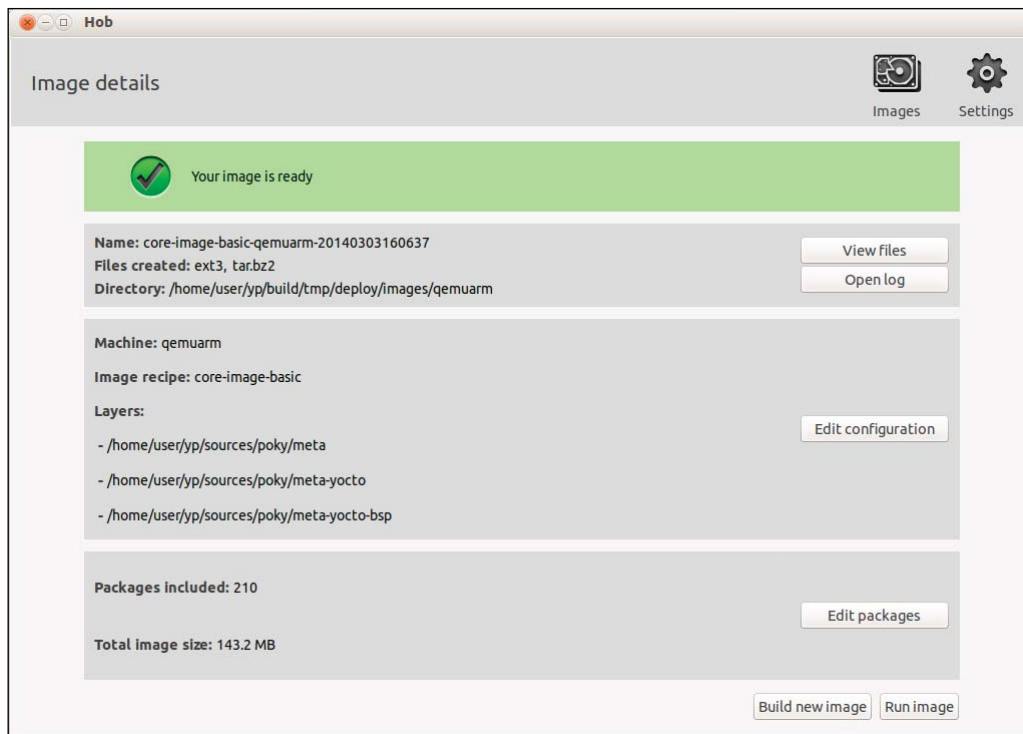 Hob
Image details
Images
Settings
Your image is ready
Name: core-image-basic-qemuarm-20140303160637
Files created: ext3, tar.bz2
Directory: /home/user/yp/build/tmp/deploy/images/qemuarm
View files
Open log
Machine: qemuarm
Image recipe: core-image-basic
Layers:
- /home/user/yp/sources/poky/meta
- /home/user/yp/sources/poky/meta-yocto
- /home/user/yp/sources/poky/meta-yocto-bsp
Edit configuration
Packages included: 210
Total image size: 143.2 MB
Edit packages
Build new image
Run image